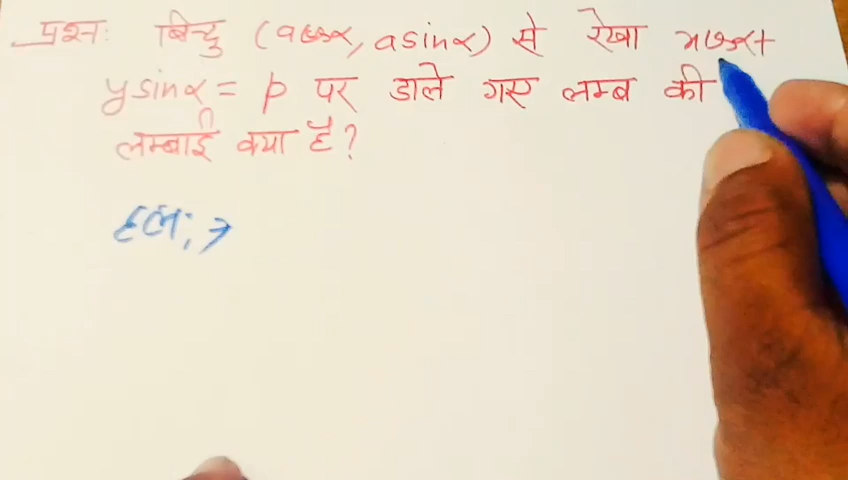 प्रश्न: बिन्दु (acosα, asinα) से रेखा xcosα+
ysinα = p पर डाले गए लम्ब की
लम्बाई क्या है?
हल:→